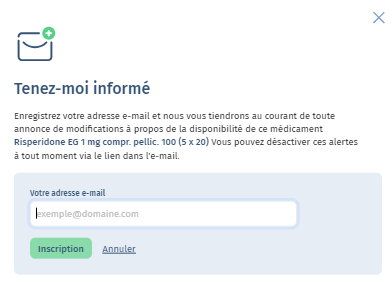 Tenez-moi informé
Enregistrez votre adresse e-mail et nous vous tiendrons au courant de toute
annonce de modifications à propos de la disponibilité de ce médicament
Risperidone EG 1 mg compr. pellic. 100 (5 x 20) Vous pouvez désactiver ces alertes
à tout moment via le lien dans l'e-mail.
Votre adresse e-mail
exemple@domaine.com
Inscription Annuler